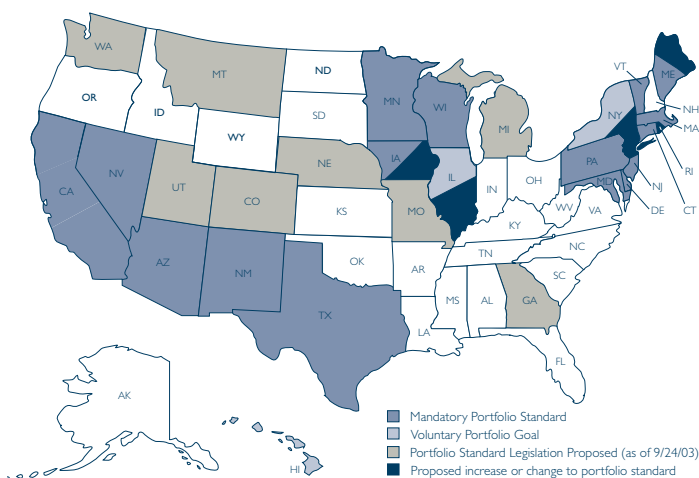 WA
MT
ND
MN
VT
ME
OR
ID
SD
WI
NY
NH
WY
MI
MA
NV
NE
IA
IL
IN
OH
PA
MD
RI
CA
UT
CO
KS
MO
KY
WV
VA
NJ
DE
CT
AZ
NM
OK
AR
TN
NC
SC
TX
MS
AL
GA
LA
FL
AK
HI
Mandatory Portfolio Standard
Voluntary Portfolio Goal
Portfolio Standard Legislation Proposed (as of 9/24/03)
Proposed increase or change to portfolio standard